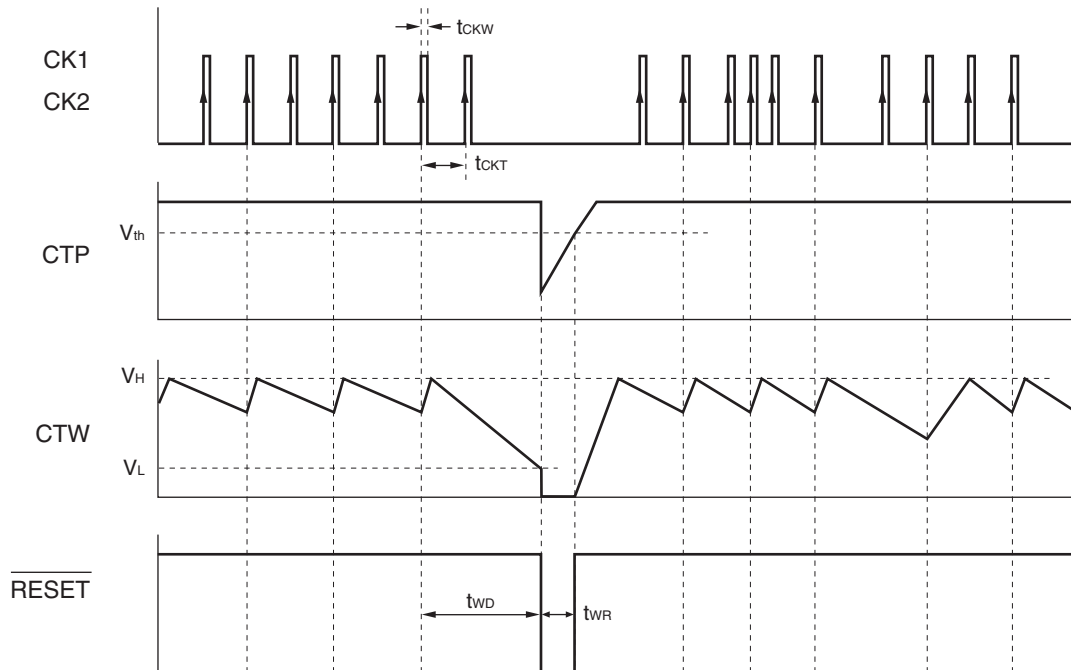 tCKW
CK1
CK2
tCKT
Vth
CTP
VH
CTW
VL
RESET
tWD
tWR